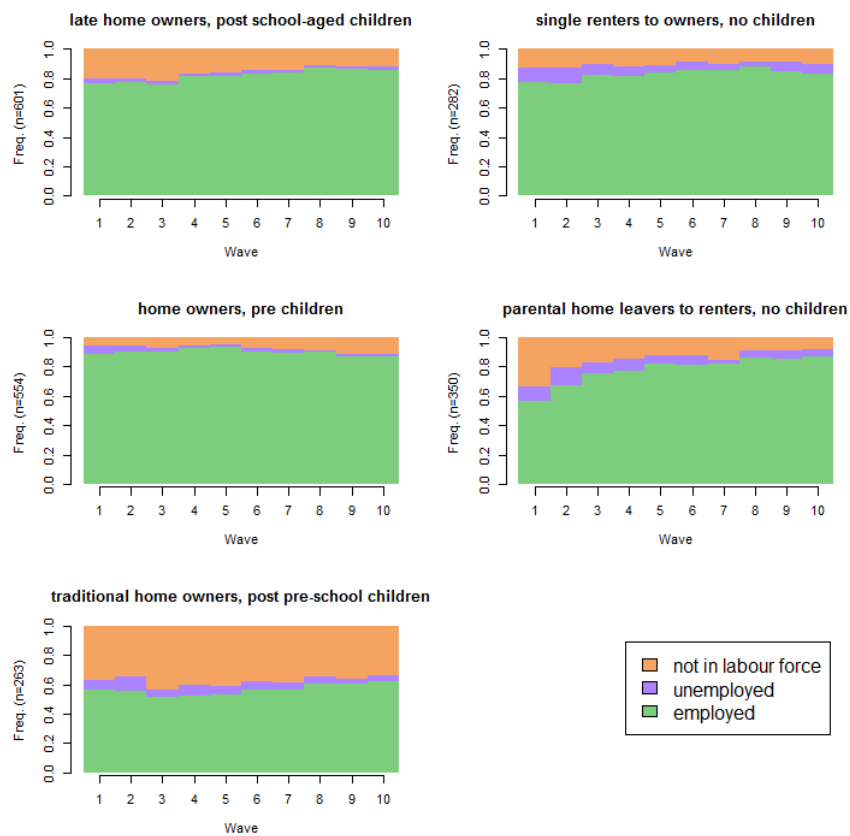 late home owners, post school-aged children
Freq. (n=601)
0.0 0.2 0.4 0.6 0.8 1.0
1 2 3 4 5 6 7 8 9 10
Wave
single renters to owners, no children
Freq. (n=282)
0.0 0.2 0.4 0.6 0.8 1.0
1 2 3 4 5 6 7 8 9 10
Wave
home owners, pre children
Freq. (n=554)
0.0 0.2 0.4 0.6 0.8 1.0
1 2 3 4 5 6 7 8 9 10
Wave
parental home leavers to renters, no children
Freq. (n=350)
0.0 0.2 0.4 0.6 0.8 1.0
1 2 3 4 5 6 7 8 9 10
Wave
traditional home owners, post pre-school children
Freq. (n=263)
0.0 0.2 0.4 0.6 0.8 1.0
1 2 3 4 5 6 7 8 9 10
Wave
not in labour force
unemployed
employed